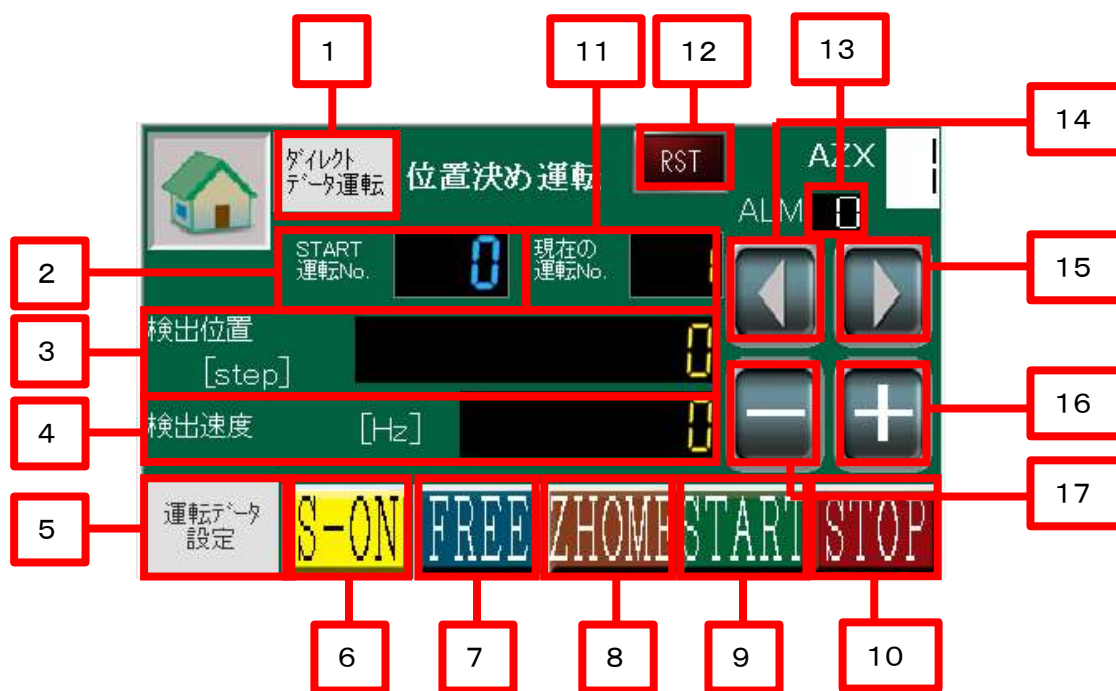 1
11
12
13
14
ダイレクト
データ運転
位置決め運転
RST
AZX
1
ALM
0
2
START
運転No.
0
現在の
運転No.
1
15
3
検出位置
[step]
0
4
検出速度
[Hz]
0
16
17
5
運転データ
設定
S-ON
FREE
ZHOME
START
STOP
6
7
8
9
10